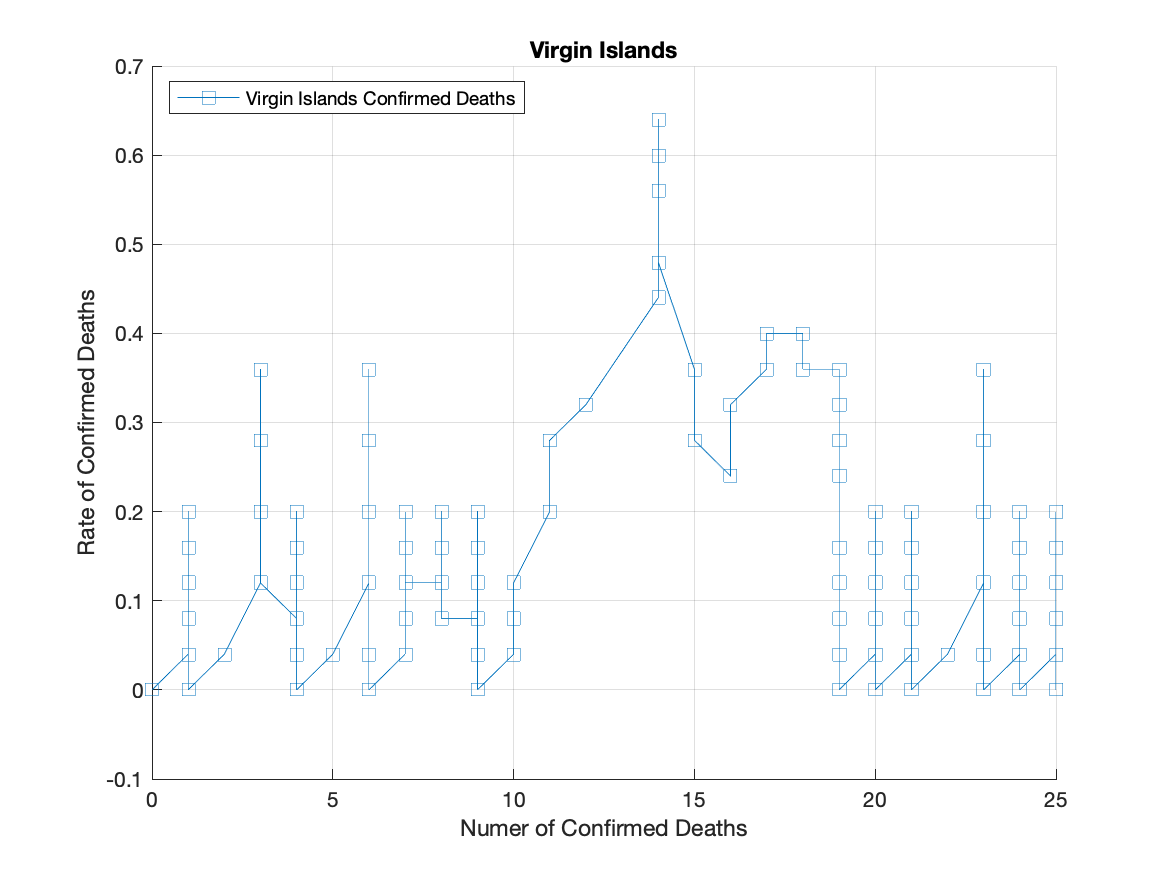 Virgin Islands
Virgin Islands Confirmed Deaths
Rate of Confirmed Deaths
0.7
0.6
0.5
0.4
0.3
0.2
0.1
0
-0.1
0 5 10 15 20 25
Numer of Confirmed Deaths